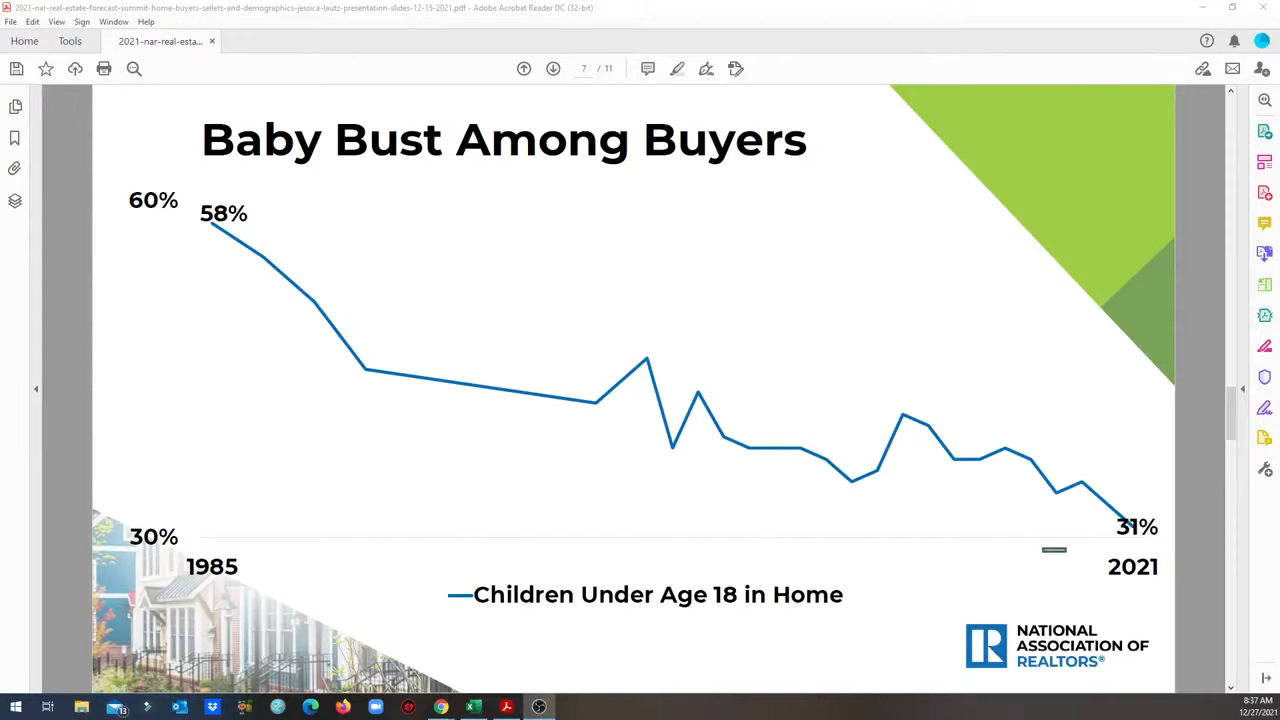 2021-nar-real-estate-forecast-summit-home-buyers-sellers-and-demographics-jessica-lautz-presentation-slides-12-15-2021.pdf - Adobe Acrobat Reader DC (32-bit)
File Edit View Sign Window Help
Home Tools 2021-nar-real-esta... ×
7 / 11
Baby Bust Among Buyers
60%
58%
31%
30%
1985 2021
Children Under Age 18 in Home
NATIONAL
ASSOCIATION OF
REALTORS®
13
8:37 AM
12/27/2021